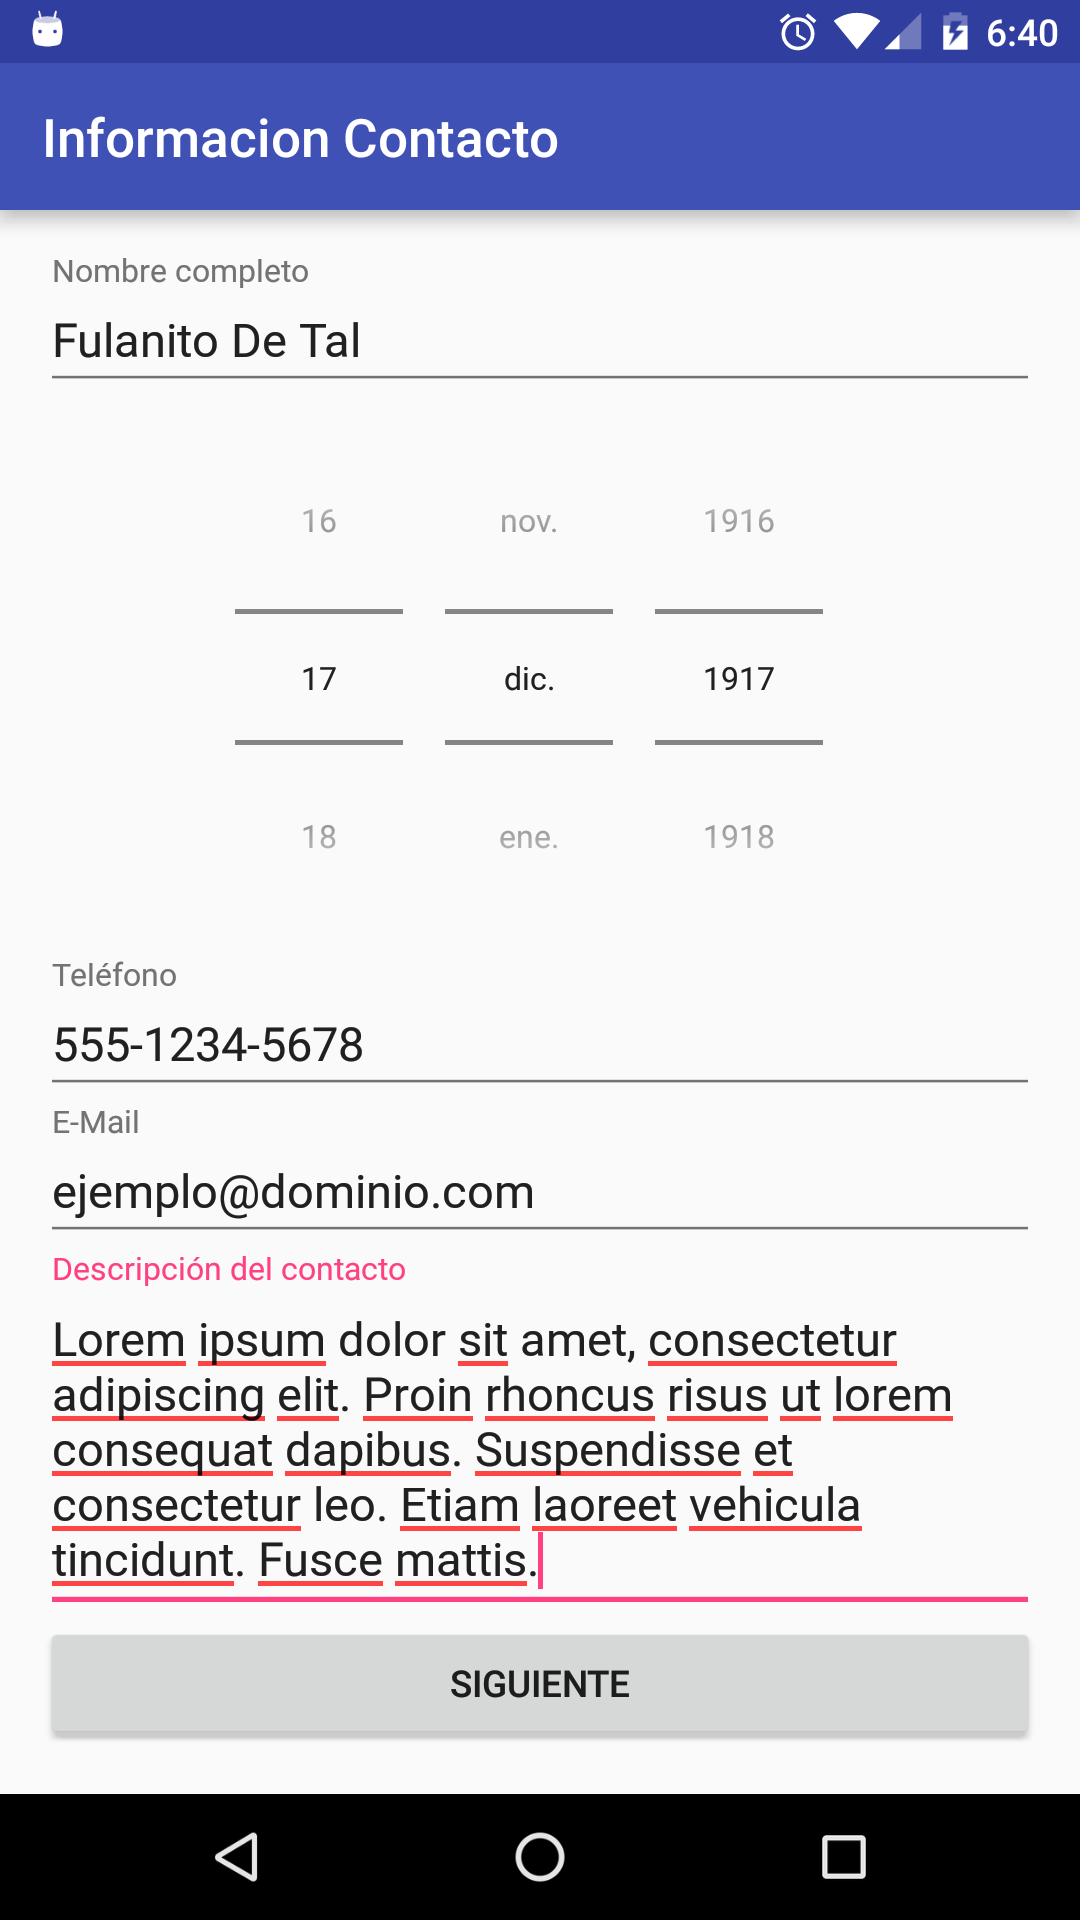 6:40
Informacion Contacto
Nombre completo
Fulanito De Tal
16 nov. 1916
17 dic. 1917
18 ene. 1918
Teléfono
555-1234-5678
E-Mail
ejemplo@dominio.com
Descripción del contacto
Lorem ipsum dolor sit amet, consectetur
adipiscing elit. Proin rhoncus risus ut lorem
consequat dapibus. Suspendisse et
consectetur leo. Etiam laoreet vehicula
tincidunt. Fusce mattis.
SIGUIENTE